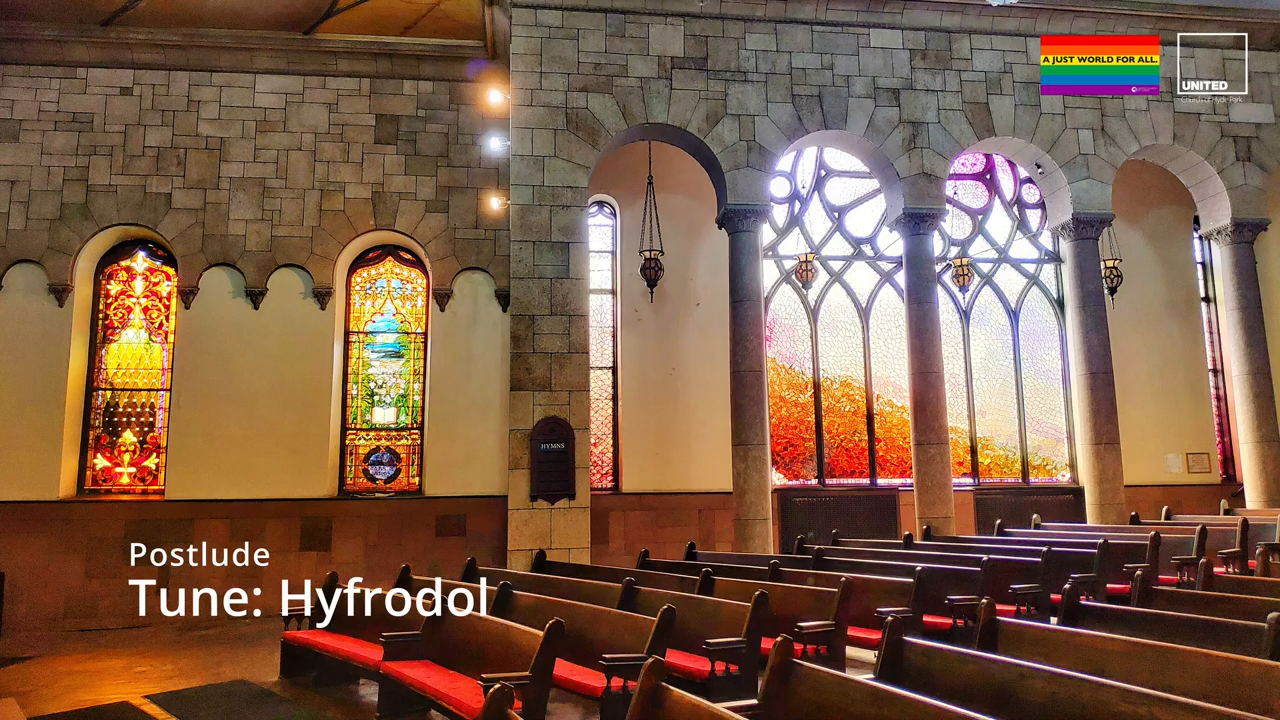 A JUST WORLD FOR ALL.
UNITED
Church of Hyde Park
HYMNS
Postlude
Tune: Hyfrodol